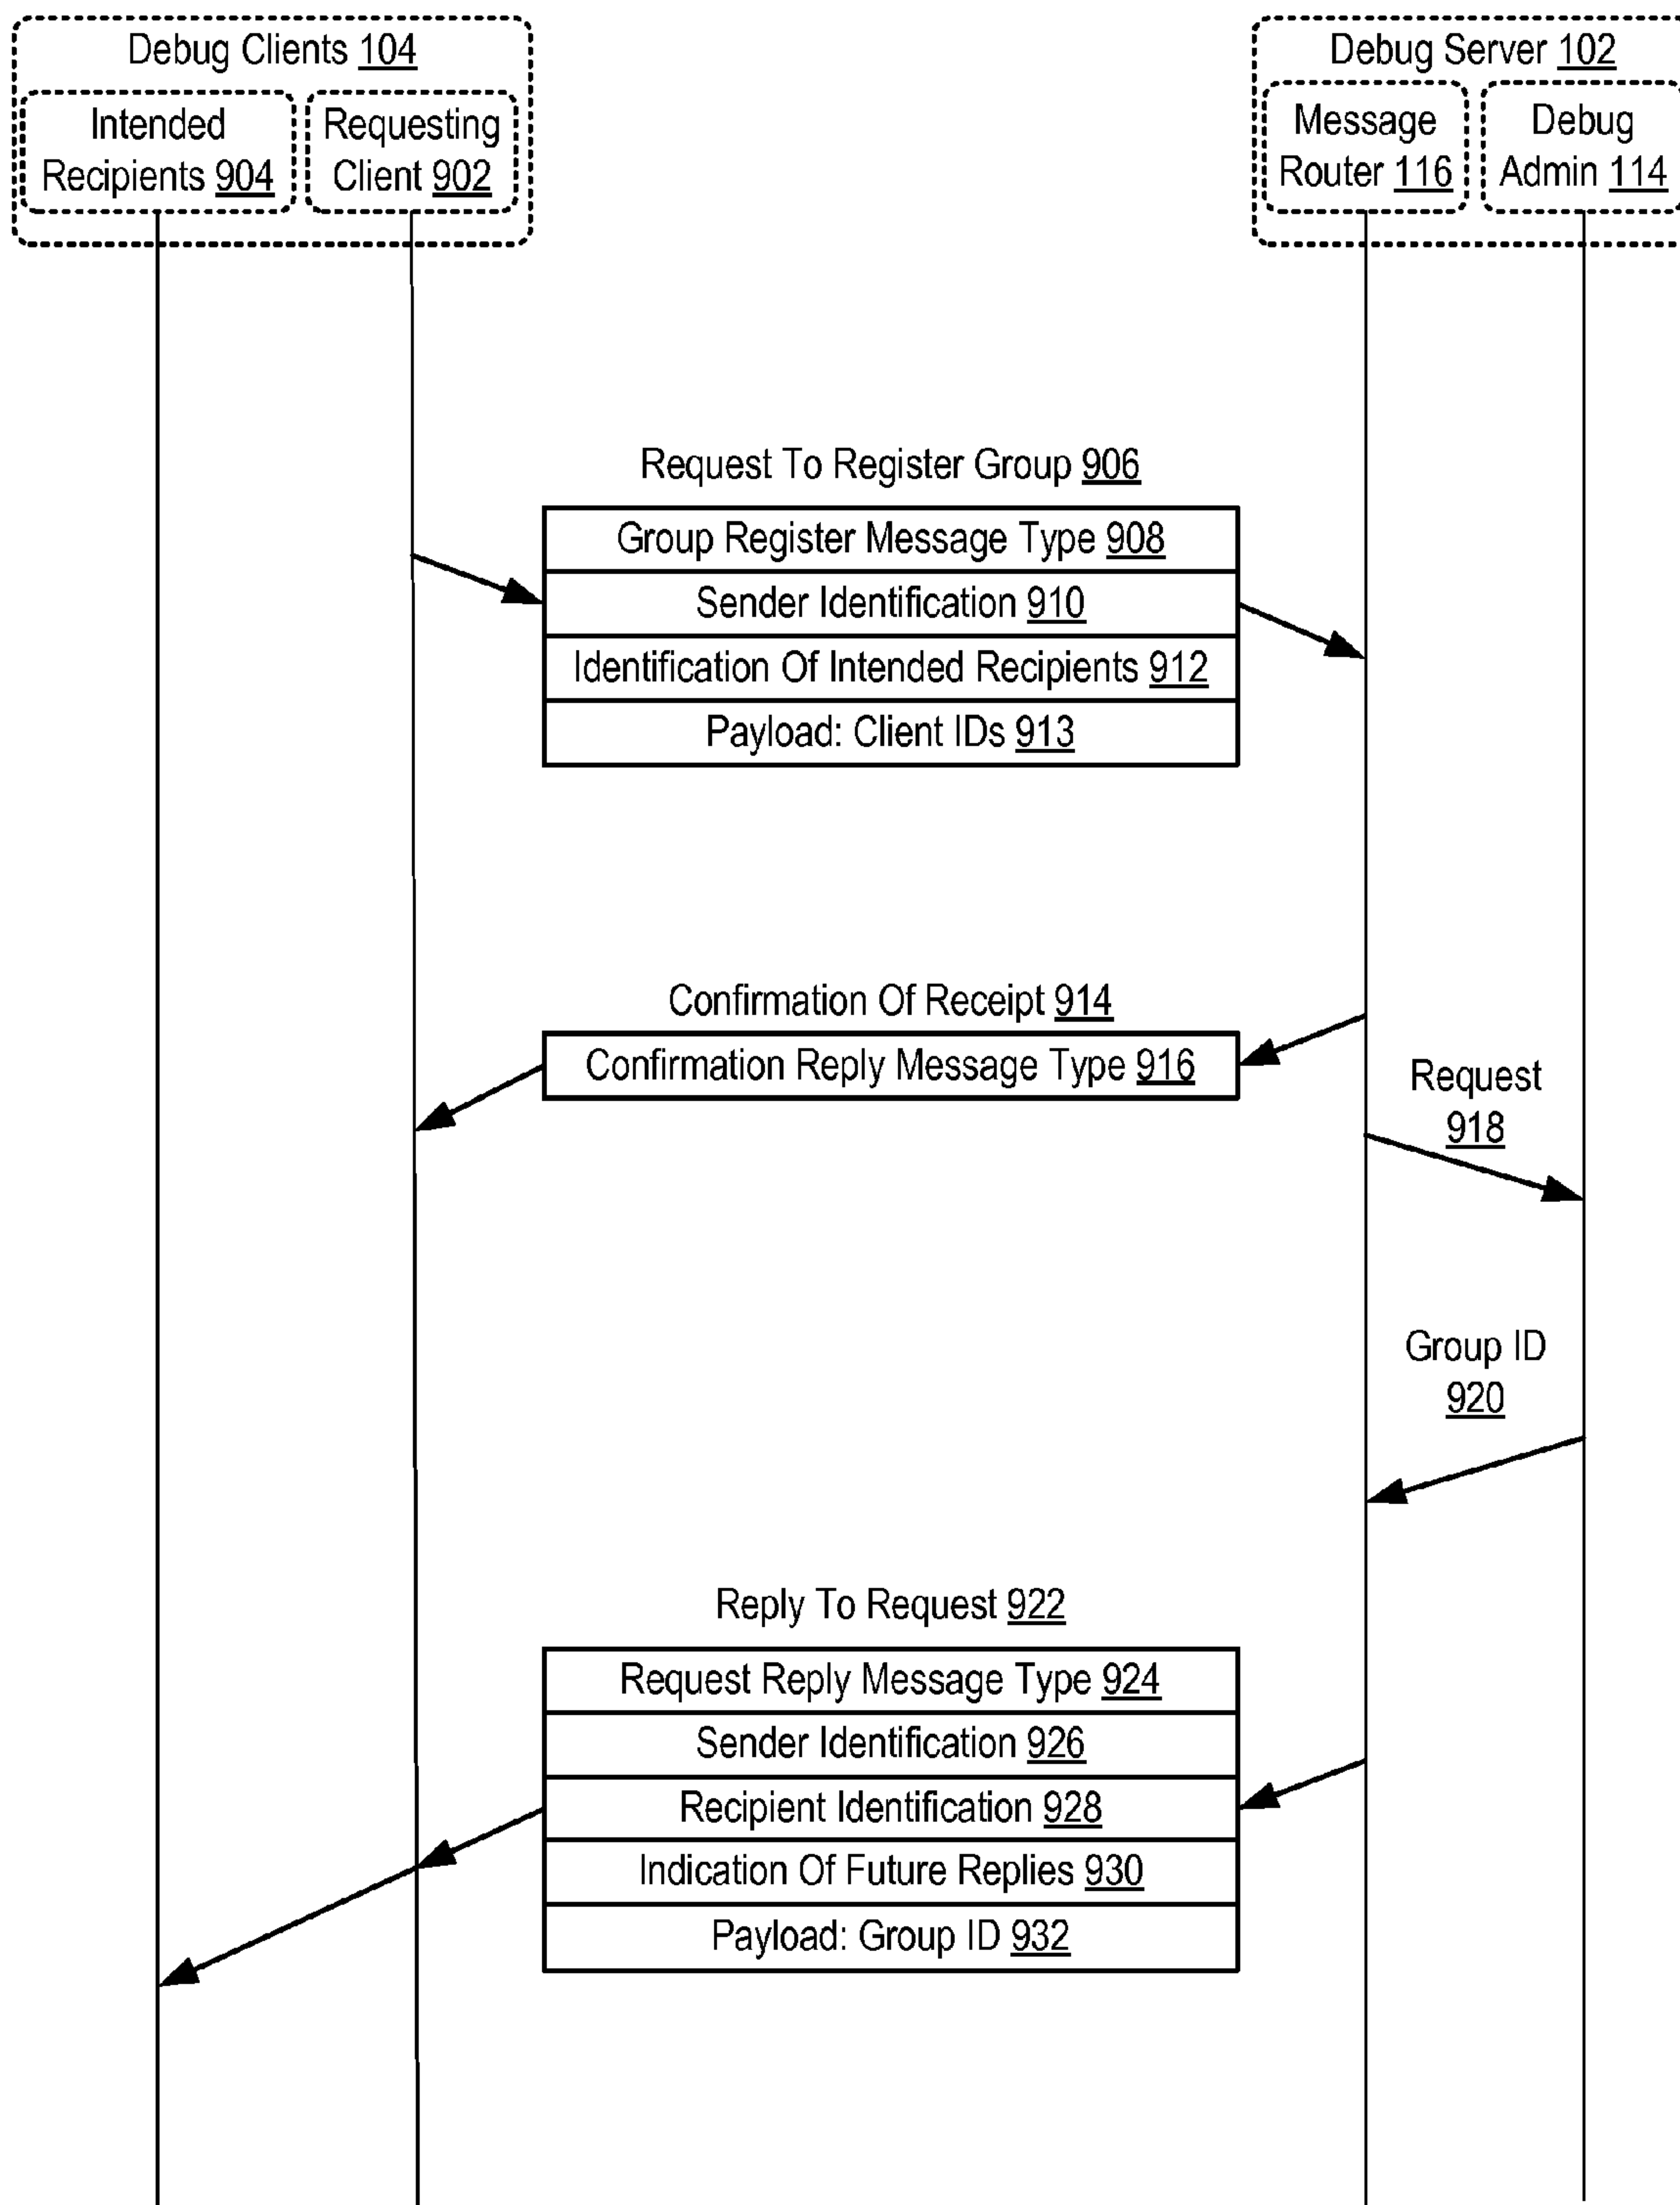 Debug Clients 104
Intended
Recipients 904
Requesting
Client 902
Debug Server 102
Message
Router 116
Debug
Admin 114
Request To Register Group 906
Group Register Message Type 908
Sender Identification 910
Identification Of Intended Recipients 912
Payload: Client IDs 913
Confirmation Of Receipt 914
Confirmation Reply Message Type 916
Request
918
Group ID
920
Reply To Request 922
Request Reply Message Type 924
Sender Identification 926
Recipient Identification 928
Indication Of Future Replies 930
Payload: Group ID 932